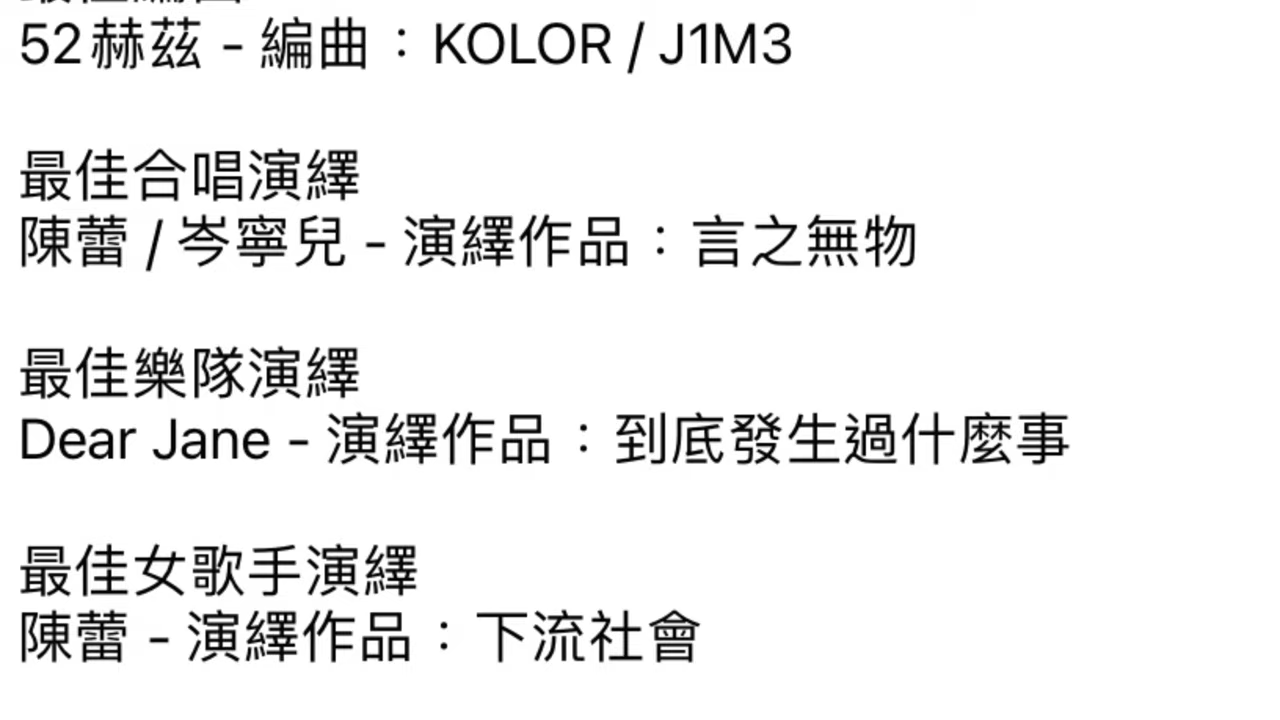 52赫茲 - 編曲：KOLOR / J1M3
最佳合唱演繹
陳蕾 / 岑寧兒 - 演繹作品：言之無物
最佳樂隊演繹
Dear Jane - 演繹作品：到底發生過什麼事
最佳女歌手演繹
陳蕾 - 演繹作品：下流社會